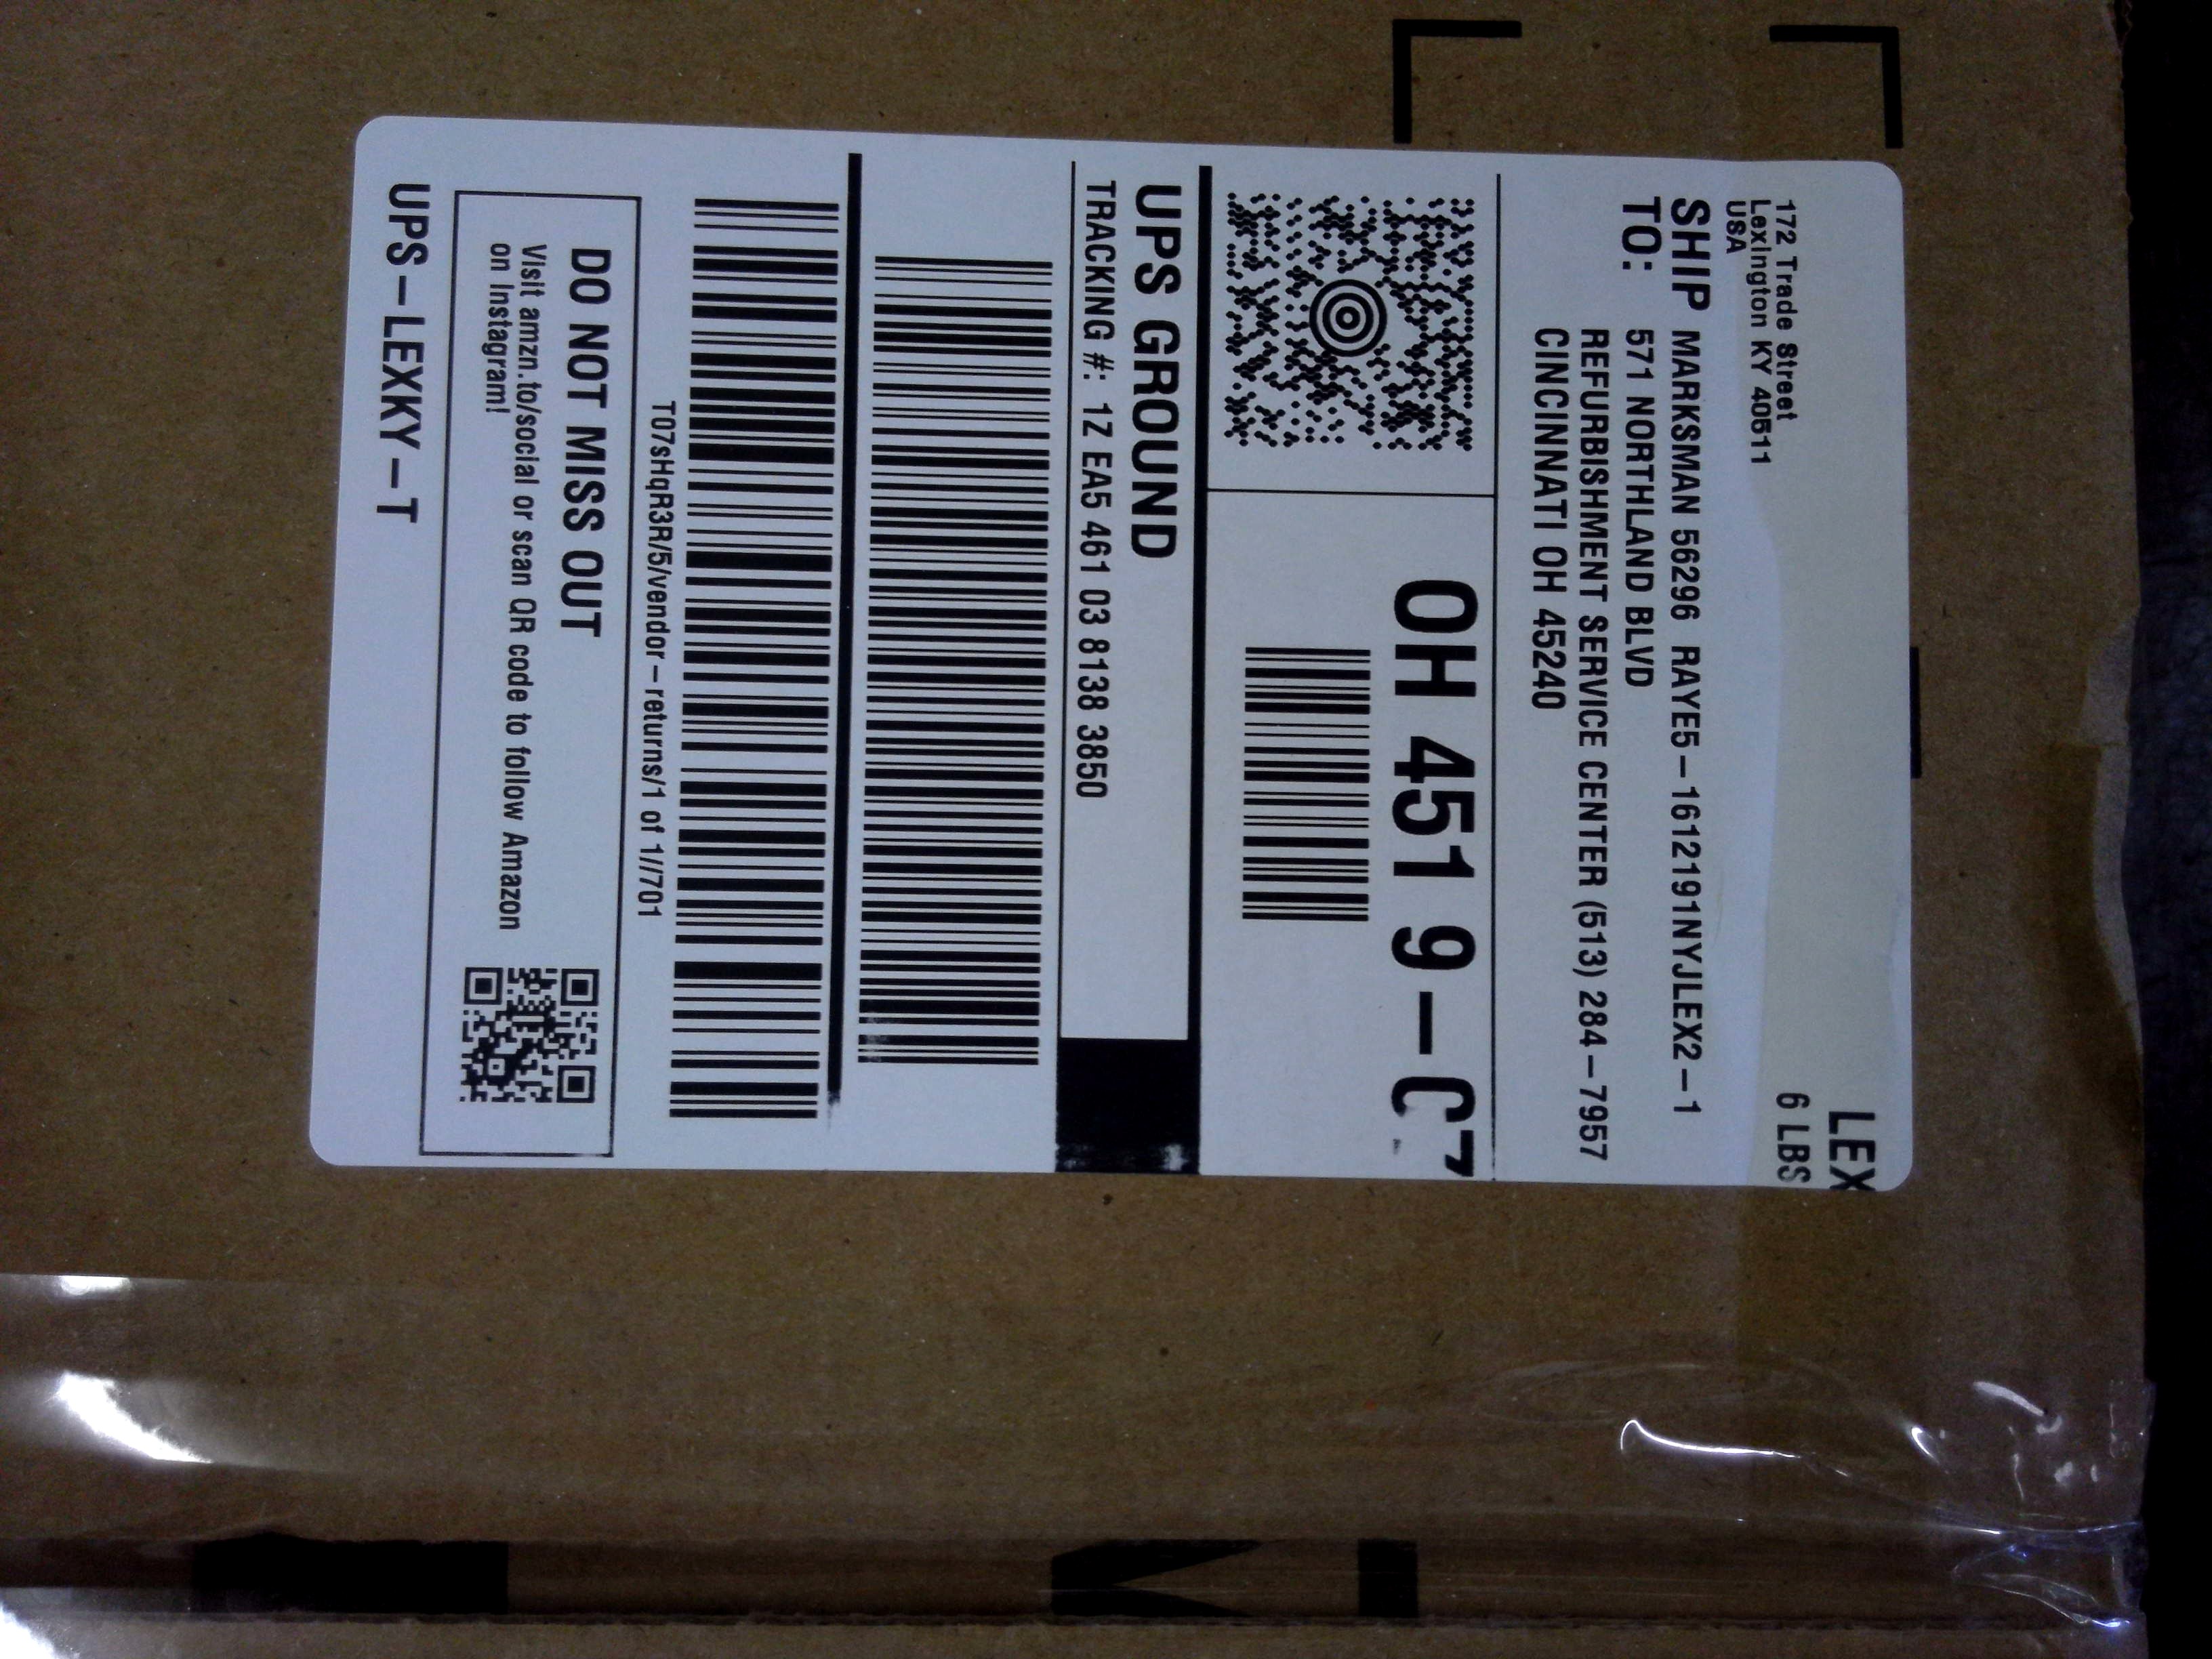 LEX
6 LBS
172 Trade Street
Lexington KY 40511
USA
SHIP TO:
MARKSMAN 56296 RAYE5-1612191NYJLEX2-1
571 NORTHLAND BLVD
REFURBISHMENT SERVICE CENTER (513) 284-7957
CINCINNATI OH 45240
OH 451 9-
UPS GROUND
TRACKING #: 1Z EA5 461 03 8138 3850
T07sHqR3R/5/vendor-returns/1 of 1//701
DO NOT MISS OUT
Visit amzn.to/social or scan QR code to follow Amazon
on Instagram!
UPS-LEXKY-T